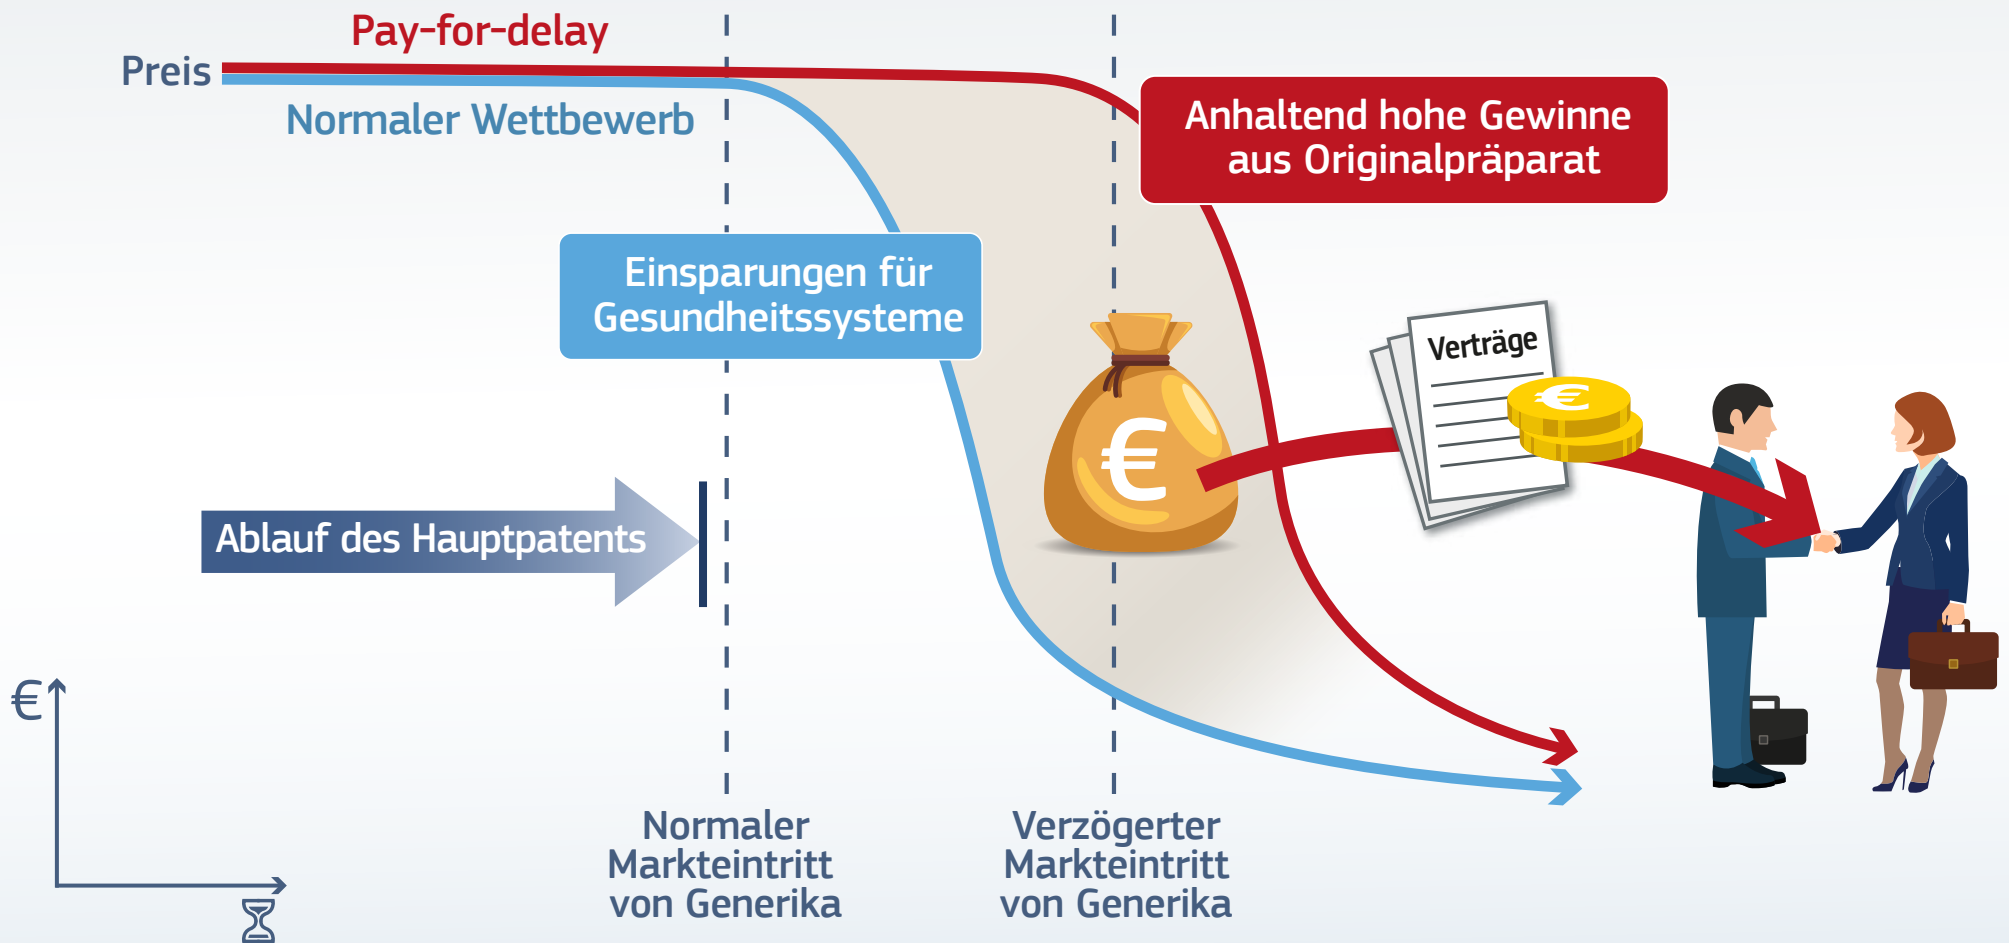 Pay-for-delay
Preis
Normaler Wettbewerb
Anhaltend hohe Gewinne
aus Originalpräparat
Einsparungen für
Gesundheitssysteme
Verträge
€
€
Ablauf des Hauptpatents
€
Normaler
Markteintritt
von Generika
Verzögerter
Markteintritt
von Generika